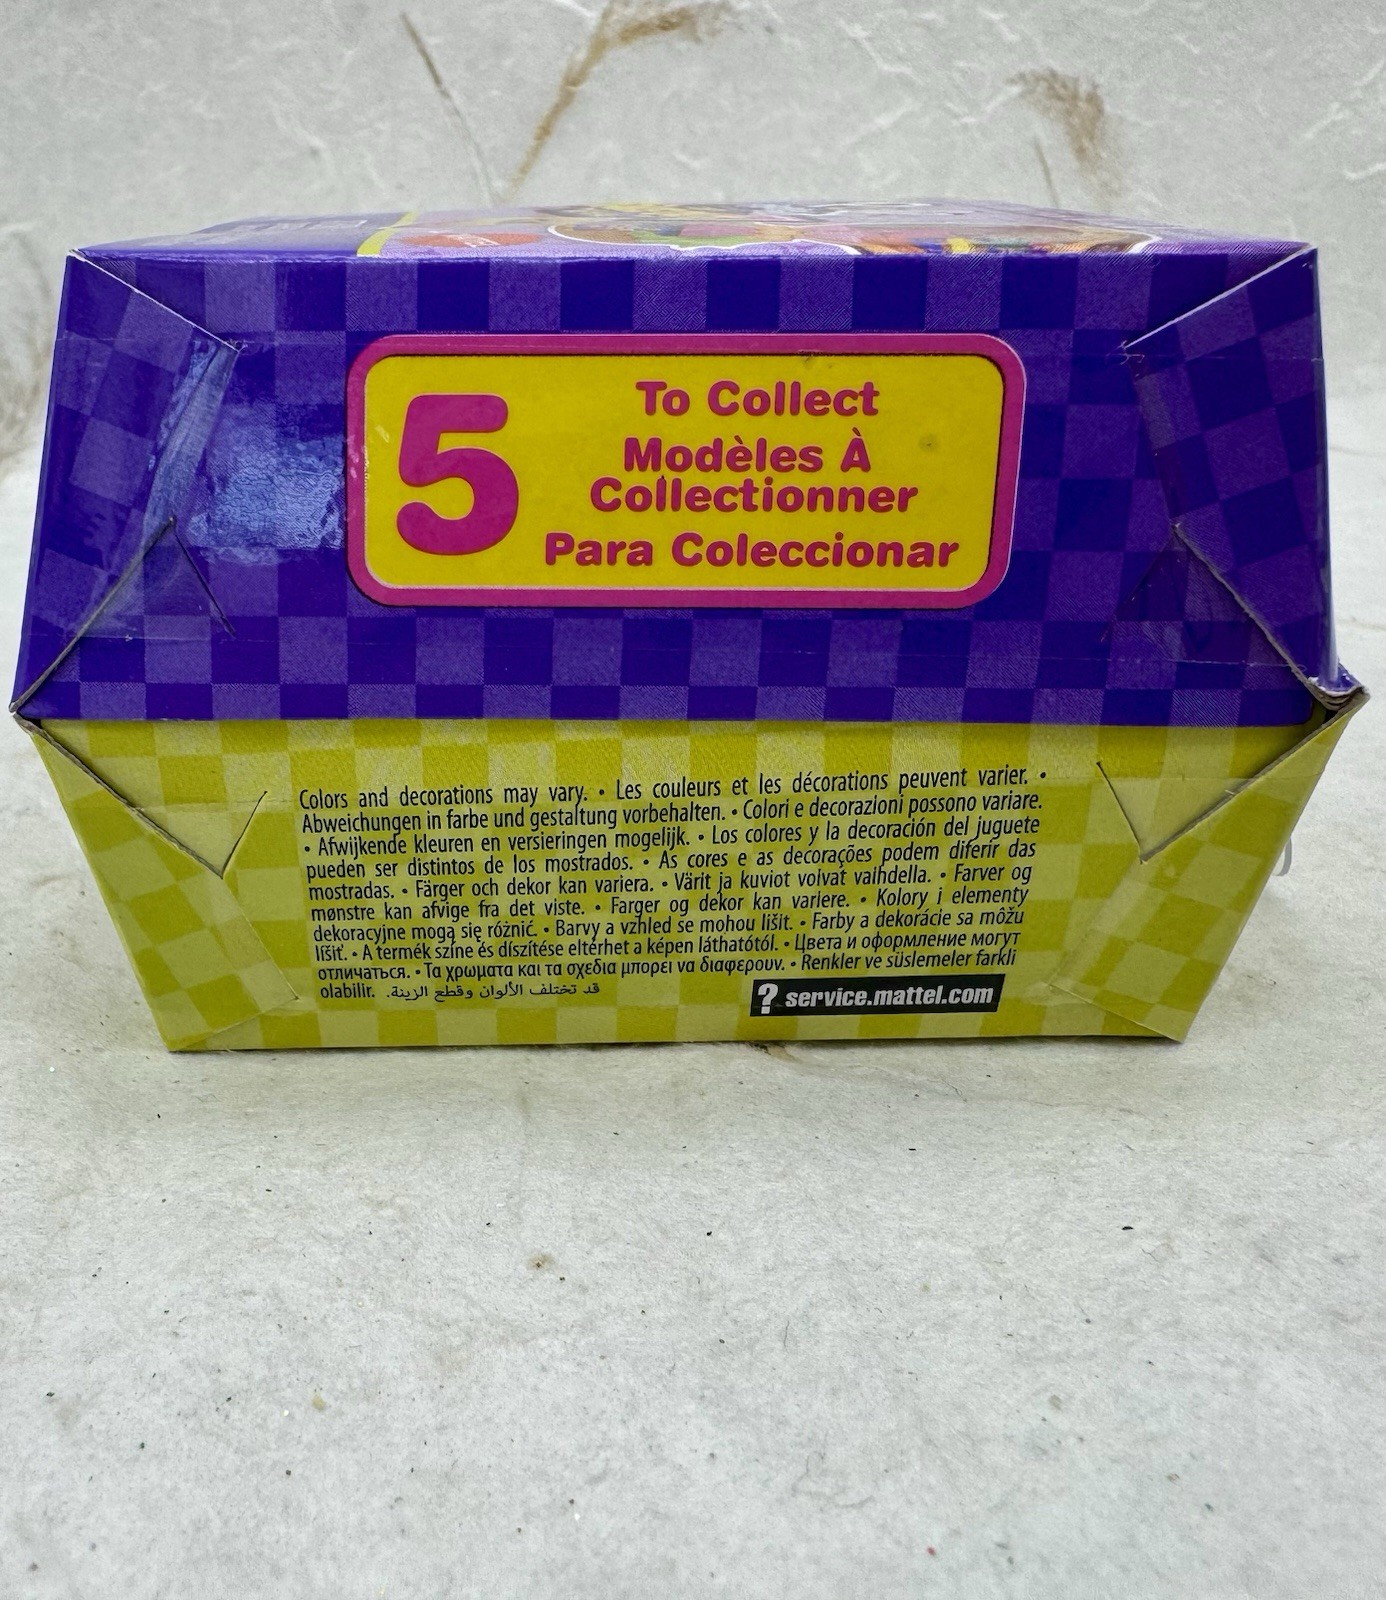 5
To Collect
Modèles À
Collectionner
Para Coleccionar
Colors and decorations may vary. • Les couleurs et les décorations peuvent varier. •
Abweichungen in farbe und gestaltung vorbehalten. • Colori e decorazioni possono variare.
• Afwijkende kleuren en versieringen mogelijk. • Los colores y la decoración del juguete
pueden ser distintos de los mostrados. • As cores e as decorações podem diferír das
mostradas. • Färger och dekor kan variera. • Värit ja kuviot voivat vaihdella. • Farver og
mønstre kan afvige fra det viste. • Farger og dekor kan variere. • Kolory i elementy
dekoracyjne mogą się różnić. • Barvy a vzhled se mohou lišit. • Farby a dekorácie sa môžu
líšiť. • A termék színe és díszítése eltérhet a képen láthatótól. • Цвета и оформление могут
отличаться. • Τα χρωματα και τα σχεδια μπορει να διαφερουν. • Renkler ve süslemeler farkli
olabilir. قد تختلف الألوان وقطع الزينة.
? service.mattel.com